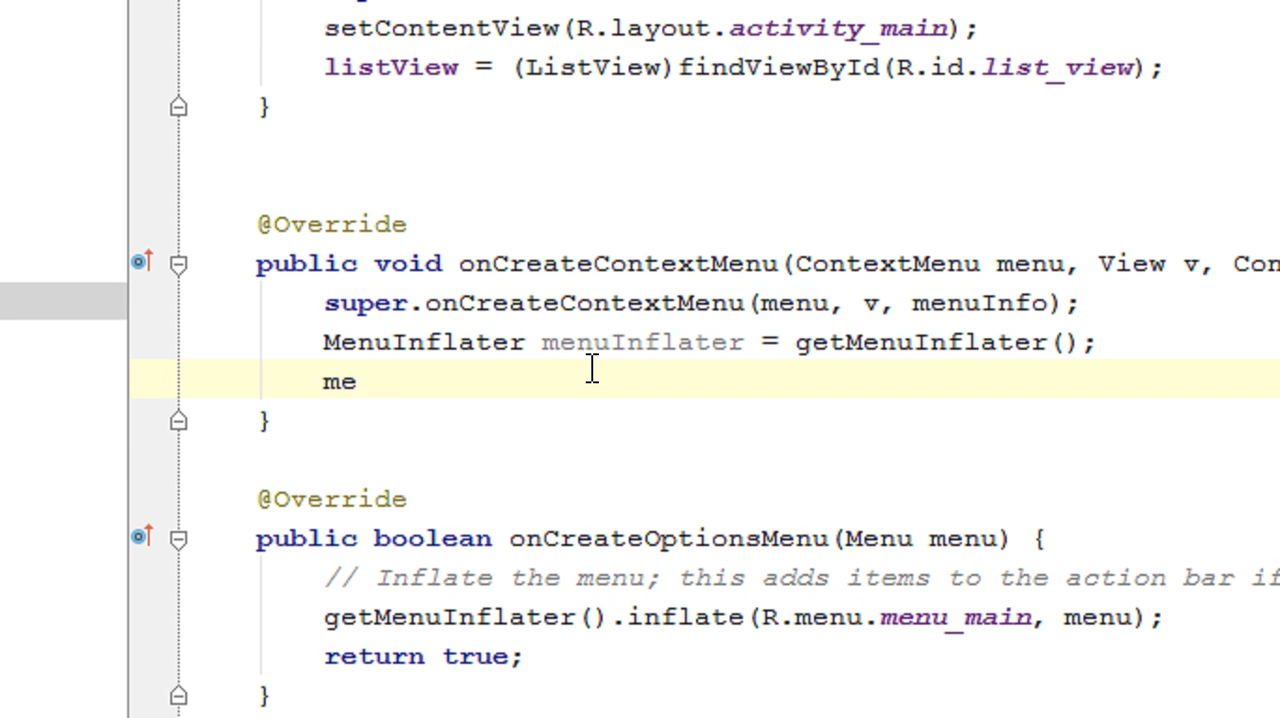 setContentView(R.layout.activity_main);
listView = (ListView)findViewById(R.id.list_view);
}
@Override
public void onCreateContextMenu(ContextMenu menu, View v, Con
super.onCreateContextMenu(menu, v, menuInfo);
MenuInflater menuInflater = getMenuInflater();
me
}
@Override
public boolean onCreateOptionsMenu(Menu menu) {
// Inflate the menu; this adds items to the action bar if
getMenuInflater().inflate(R.menu.menu_main, menu);
return true;
}